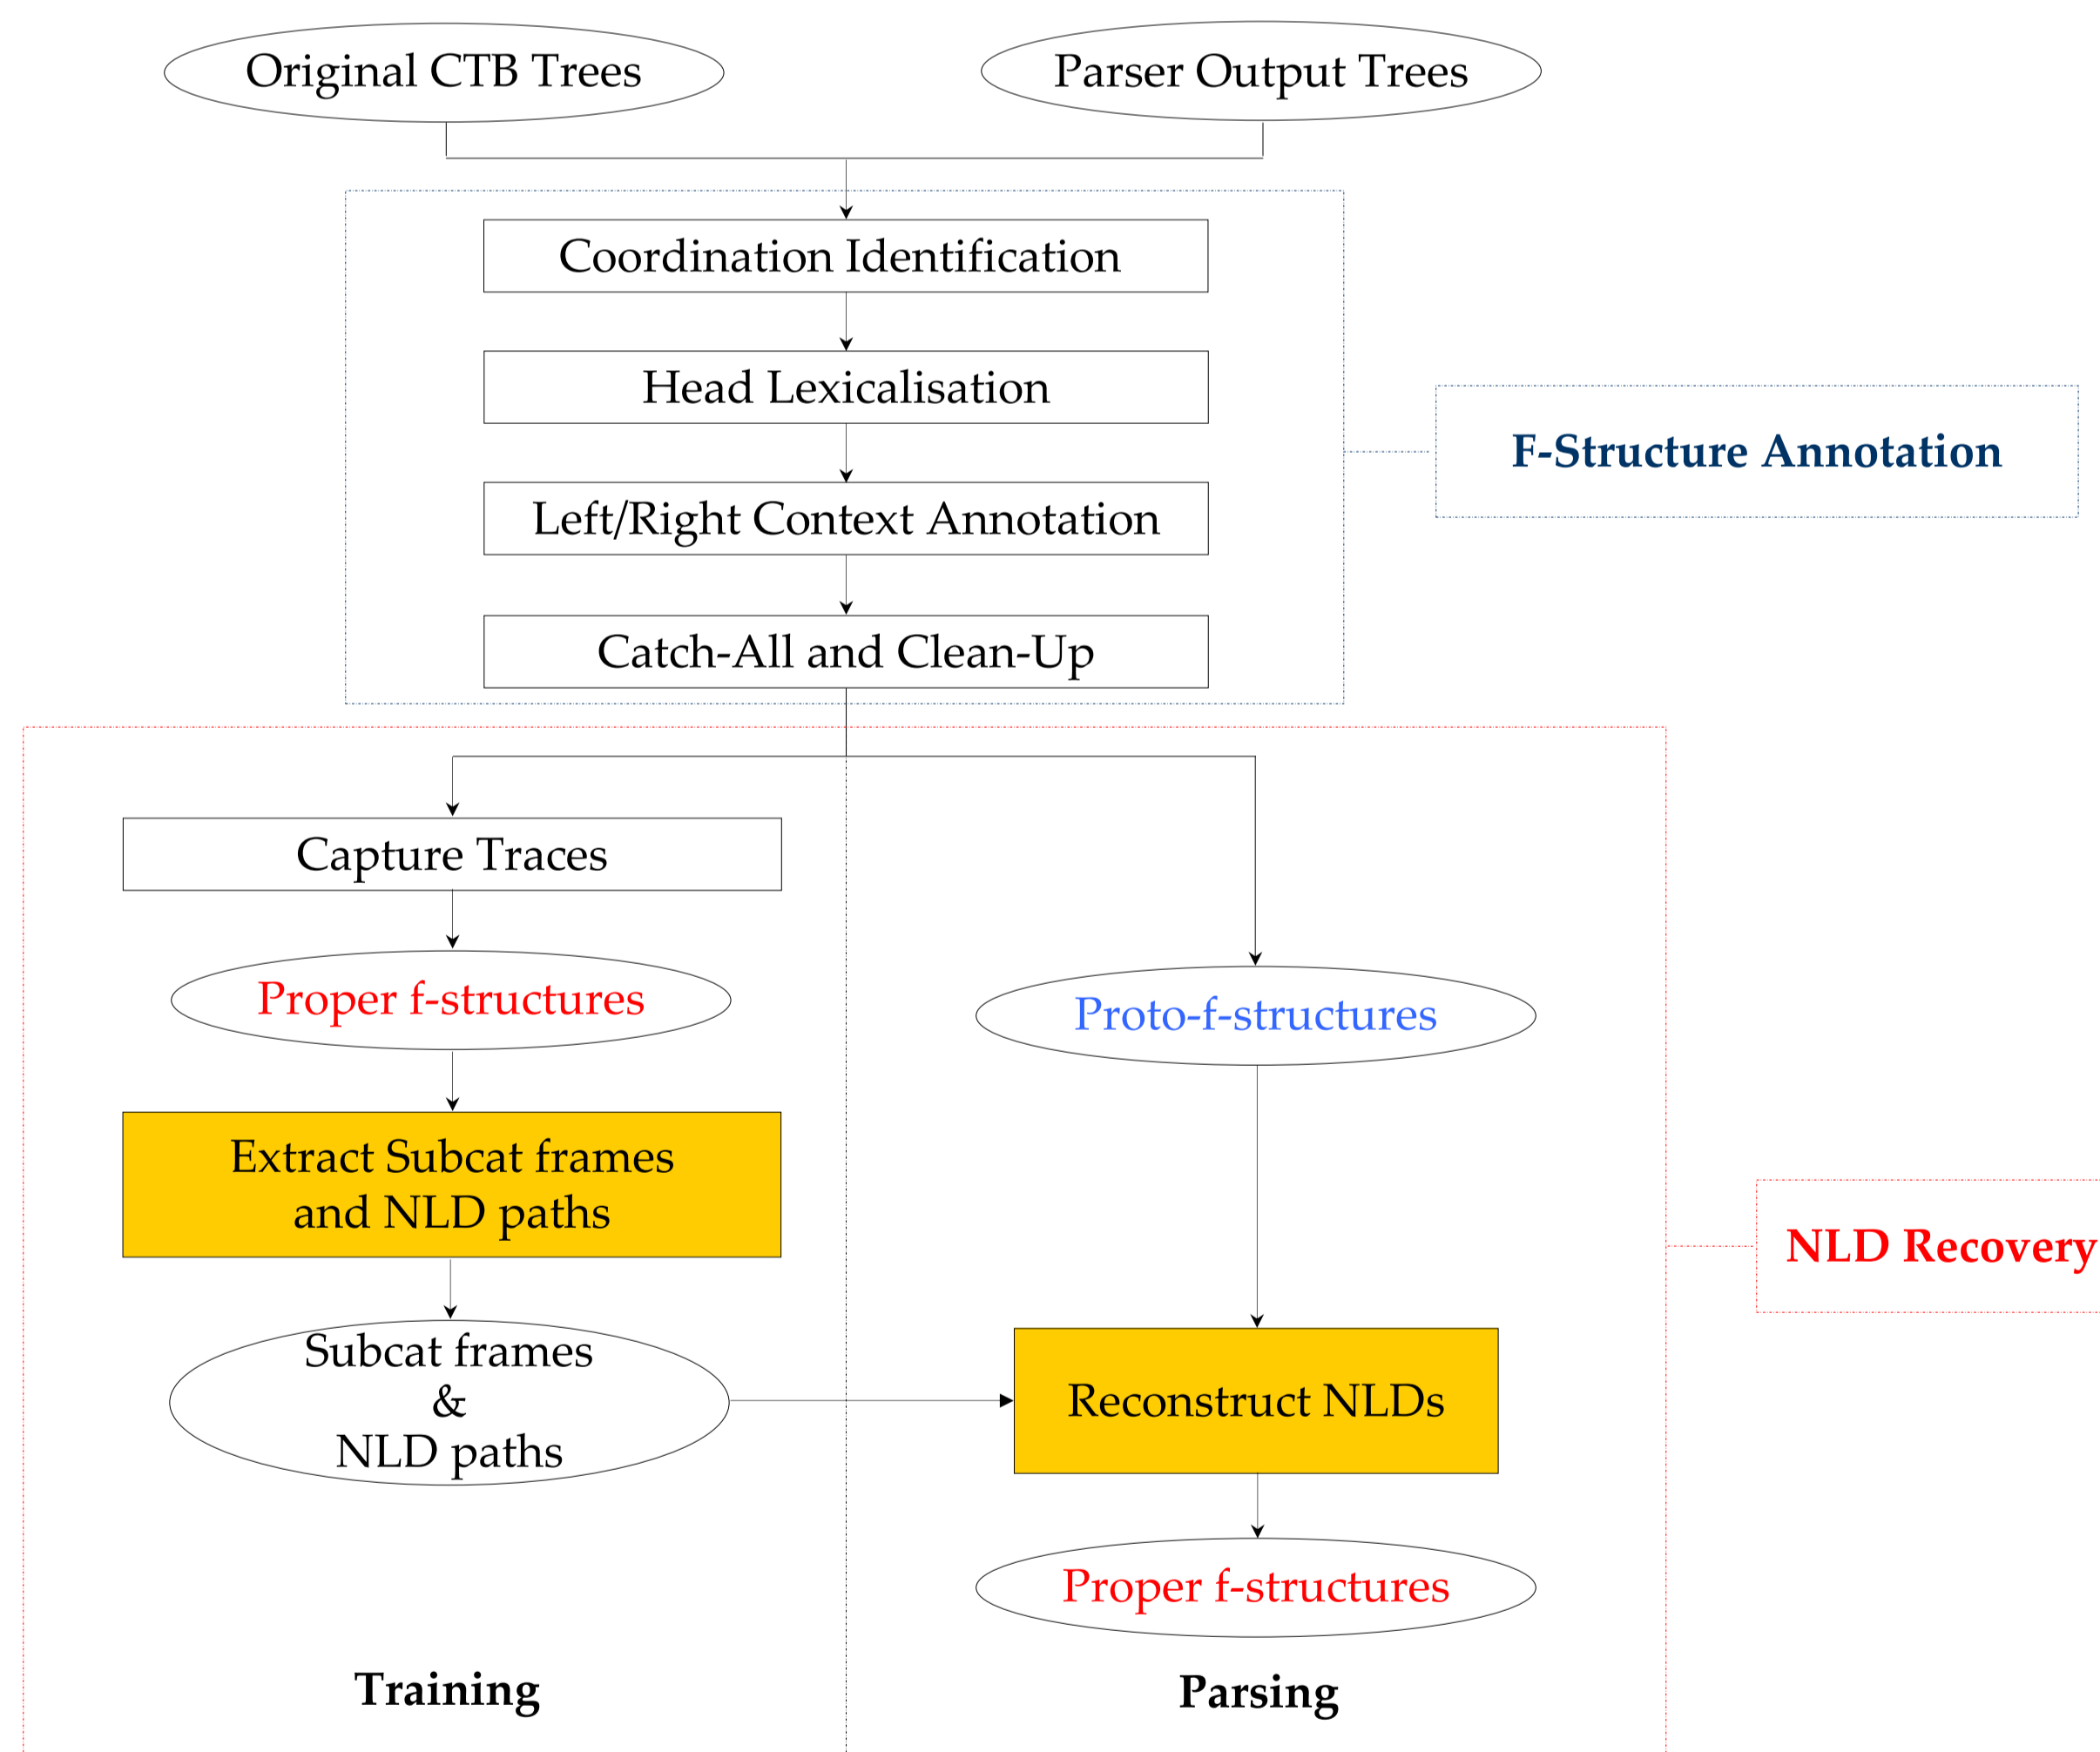 Original CTB Trees
Parser Output Trees
Coordination Identification
Head Lexicalisation
Left/Right Context Annotation
Catch-All and Clean-Up
F-Structure Annotation
Capture Traces
Proper f-structures
Proto-f-structures
Extract Subcat frames
and NLD paths
NLD Recovery
Subcat frames
&
NLD paths
Reconstruct NLDs
Proper f-structures
Training
Parsing